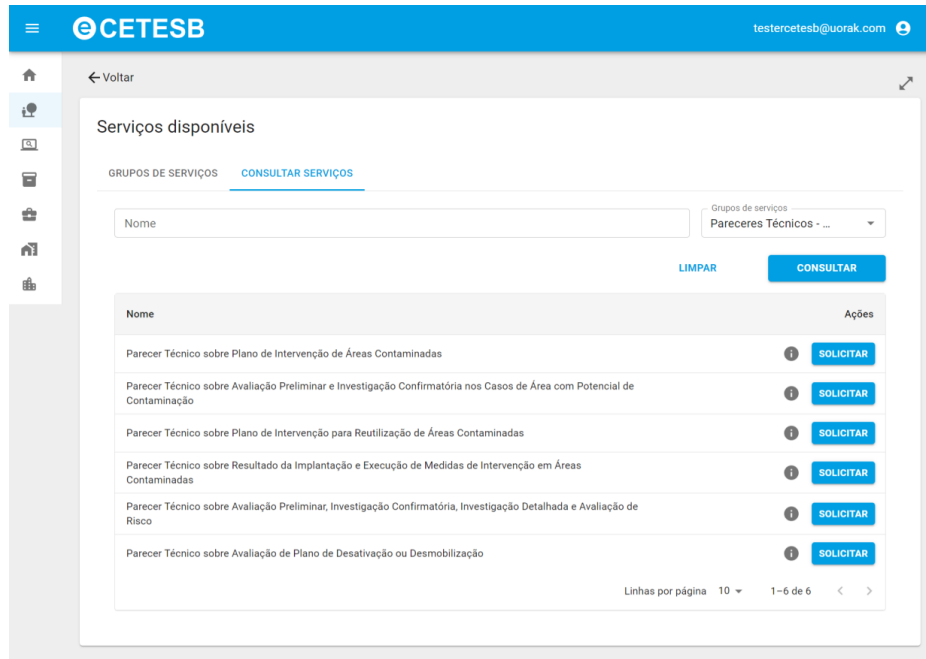 eCETESB
testercetesb@uorak.com
Voltar
Serviços disponíveis
GRUPOS DE SERVIÇOS
CONSULTAR SERVIÇOS
Nome
Grupos de serviços
Pareceres Técnicos - ...
LIMPAR
CONSULTAR
Nome
Ações
Parecer Técnico sobre Plano de Intervenção de Áreas Contaminadas
SOLICITAR
Parecer Técnico sobre Avaliação Preliminar e Investigação Confirmatória nos Casos de Área com Potencial de
Contaminação
SOLICITAR
Parecer Técnico sobre Plano de Intervenção para Reutilização de Áreas Contaminadas
SOLICITAR
Parecer Técnico sobre Resultado da Implantação e Execução de Medidas de Intervenção em Áreas
Contaminadas
SOLICITAR
Parecer Técnico sobre Avaliação Preliminar, Investigação Confirmatória, Investigação Detalhada e Avaliação de
Risco
SOLICITAR
Parecer Técnico sobre Avaliação de Plano de Desativação ou Desmobilização
SOLICITAR
Linhas por página 10 1–6 de 6